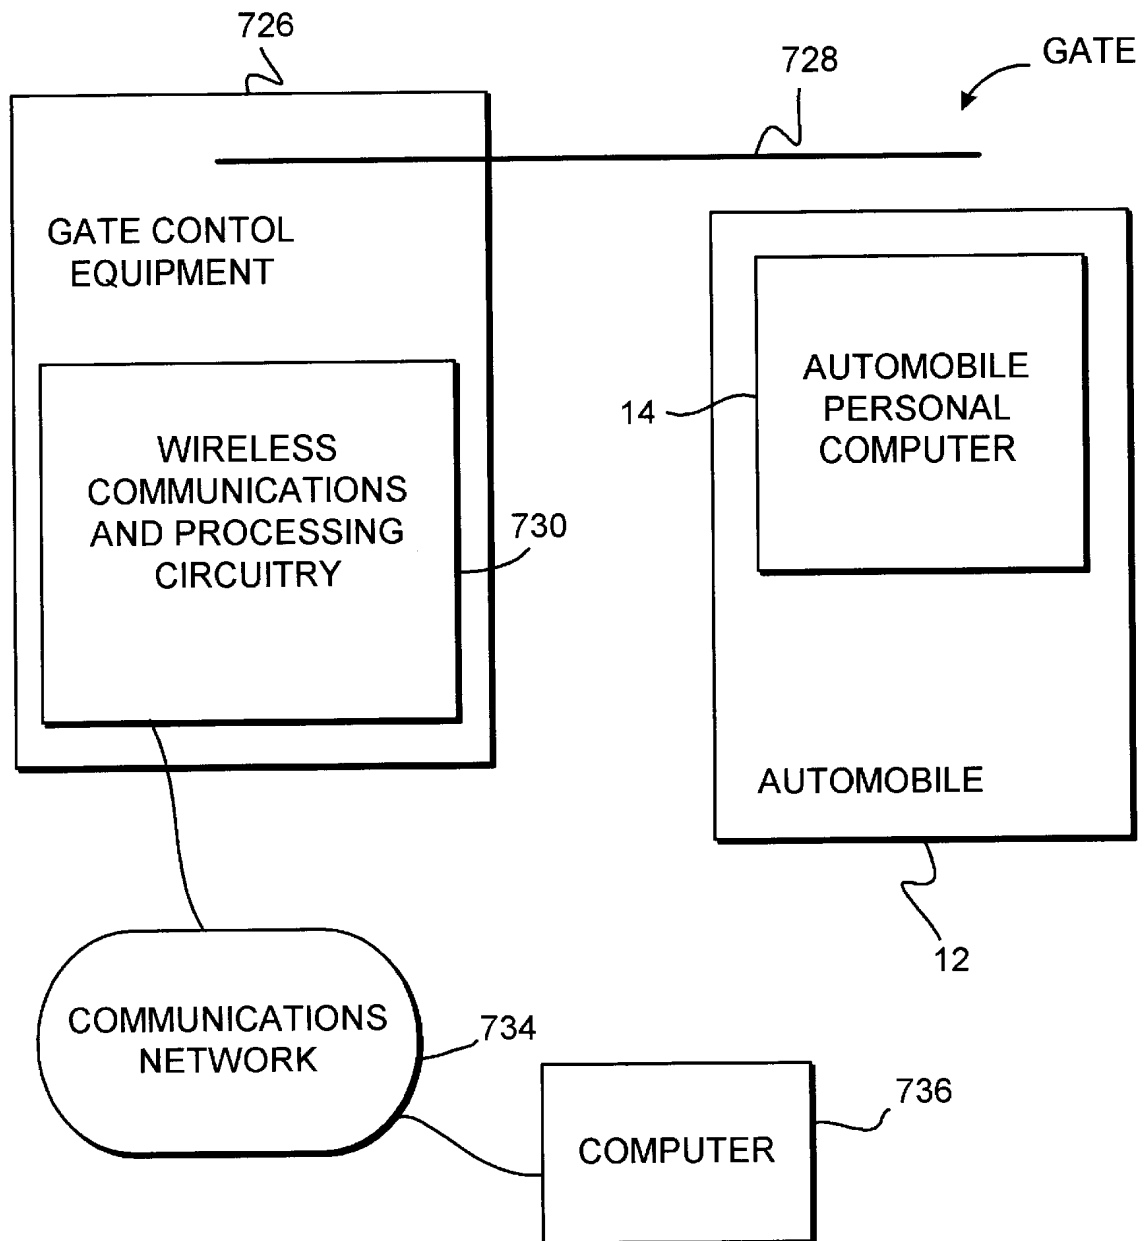 726
728
GATE
GATE CONTOL
EQUIPMENT
AUTOMOBILE
PERSONAL
COMPUTER
14
WIRELESS
COMMUNICATIONS
AND PROCESSING
CIRCUITRY
730
AUTOMOBILE
12
COMMUNICATIONS
NETWORK
734
736
COMPUTER